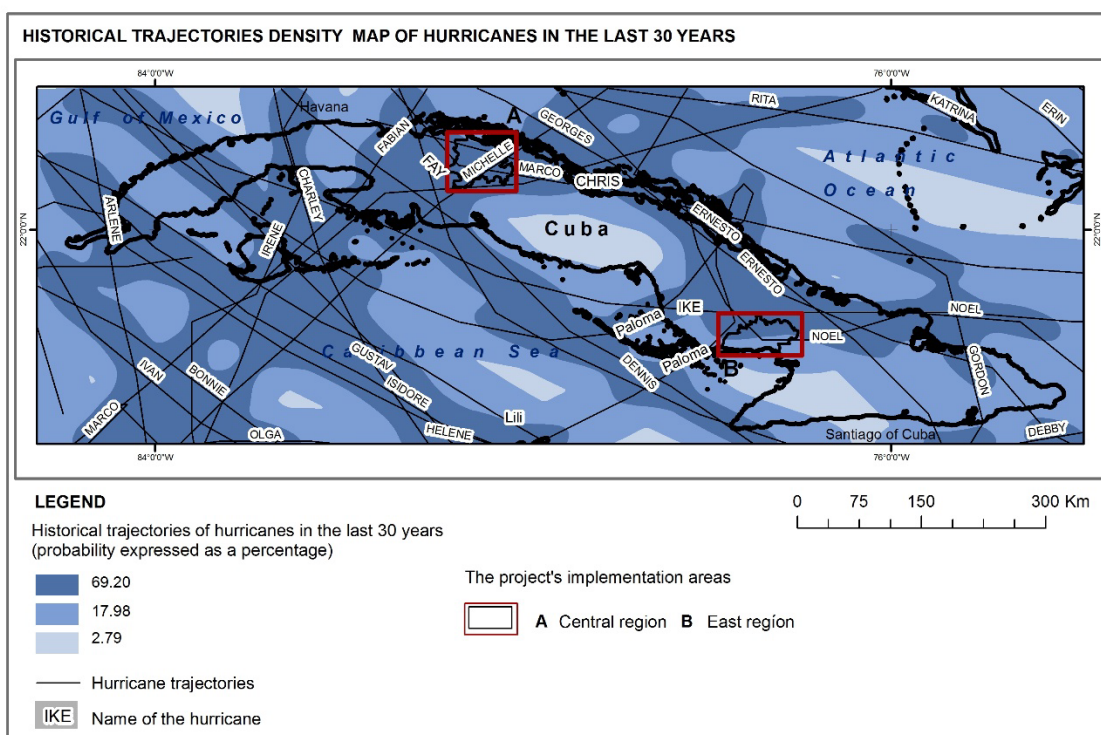 HISTORICAL TRAJECTORIES DENSITY MAP OF HURRICANES IN THE LAST 30 YEARS
84°0'0"W
76°0'0"W
Gulf of Mexico
Havana
FABIAN
A
GEORGES
RITA
KATRINA
ERIN
FAY
MICHELLE
MARCO
CHRIS
Atlantic
Ocean
ARLENE
CHARLEY
IRENE
22°0'0"N
Cuba
ERNESTO
ERNESTO
22°0'0"N
IKE
Paloma
Paloma
NOEL
NOEL
B
DENNIS
GORDON
Caribbean Sea
GUSTAV
ISIDORE
IVAN
BONNIE
MARCO
OLGA
HELENE
Lili
Santiago of Cuba
DEBBY
84°0'0"W
76°0'0"W
LEGEND
Historical trajectories of hurricanes in the last 30 years
(probability expressed as a percentage)
69.20
17.98
2.79
Hurricane trajectories
IKE Name of the hurricane
0 75 150 300 Km
The project's implementation areas
A Central region B East región